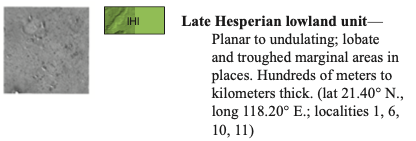 lHl
Late Hesperian lowland unit—
Planar to undulating; lobate
and troughed marginal areas in
places. Hundreds of meters to
kilometers thick. (lat 21.40° N.,
long 118.20° E.; localities 1, 6,
10, 11)